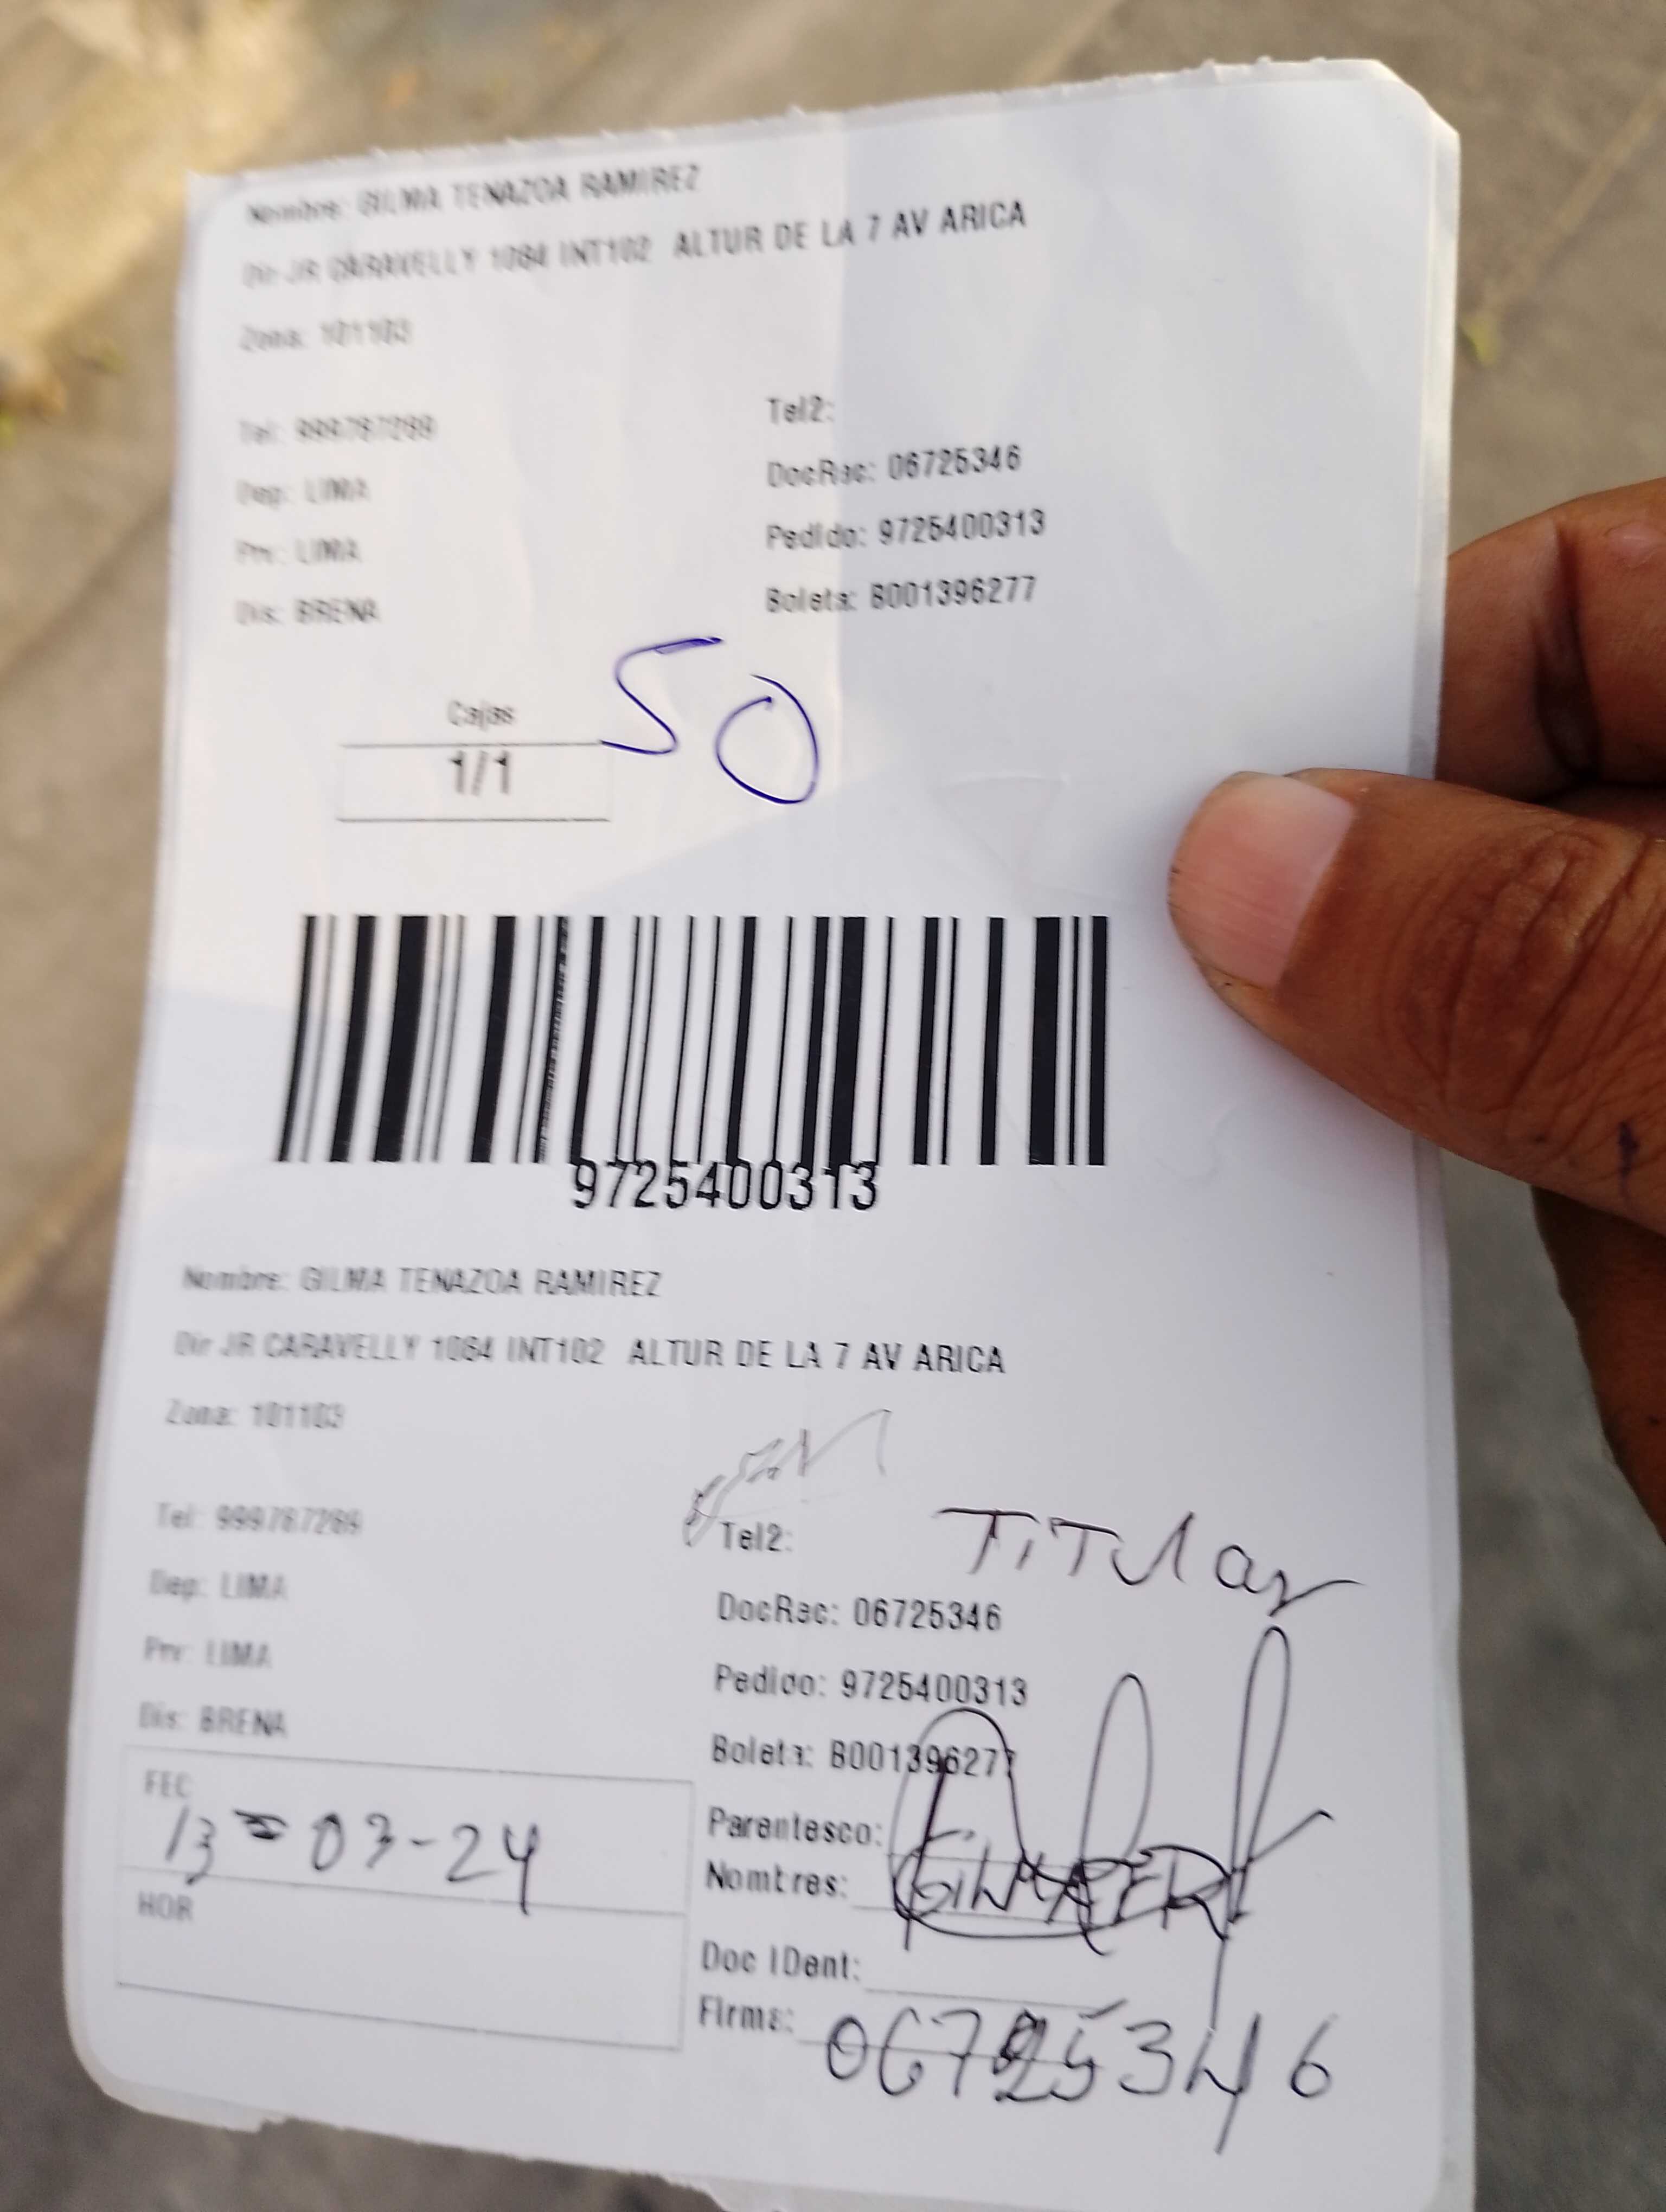 Nombre: GILMA TENAZOA RAMIREZ
Dir JR CARAVELLY 1084 INT102 ALTUR DE LA 7 AV ARICA
Zona: 101103
Tel: 999787269
Tel2:
Dep: LIMA
DocRec: 06725346
Prv: LIMA
Pedido: 9725400313
Dis: BRENA
Boleta: B001396277
Cajas
50
1/1
9725400313
Nombre: GILMA TENAZOA RAMIREZ
Dir JR CARAVELLY 1084 INT102 ALTUR DE LA 7 AV ARICA
Zona: 101103
Tel: 999787269
Tel2:
TiTular
Dep: LIMA
DocRec: 06725346
Prv: LIMA
Pedido: 9725400313
Dis: BRENA
Boleta: B001396277
FEC
13-03-24
Parentesco:
Nombres:
HOR
Doc IDent:
Firma:
06725346